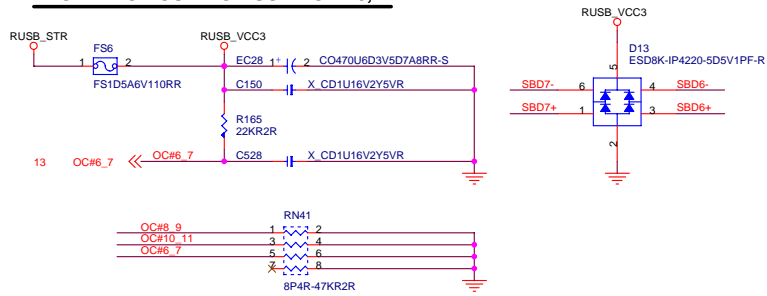 RUSB_STR
RUSB_VCC3
RUSB_VCC3
FS6
1 2
FS1D5A6V110RR
EC28 1 + 2 CO470U6D3V5D7A8RR-S
C150 X_CD1U16V2Y5VR
R165
22KR2R
13 OC#6_7 OC#6_7
C528 X_CD1U16V2Y5VR
D13
ESD8K-IP4220-5D5V1PF-R
5
SBD7- 6 4 SBD6-
SBD7+ 1 3 SBD6+
2
RN41
OC#8_9 1 2
OC#10_11 3 4
OC#6_7 5 6
7 8
8P4R-47KR2R